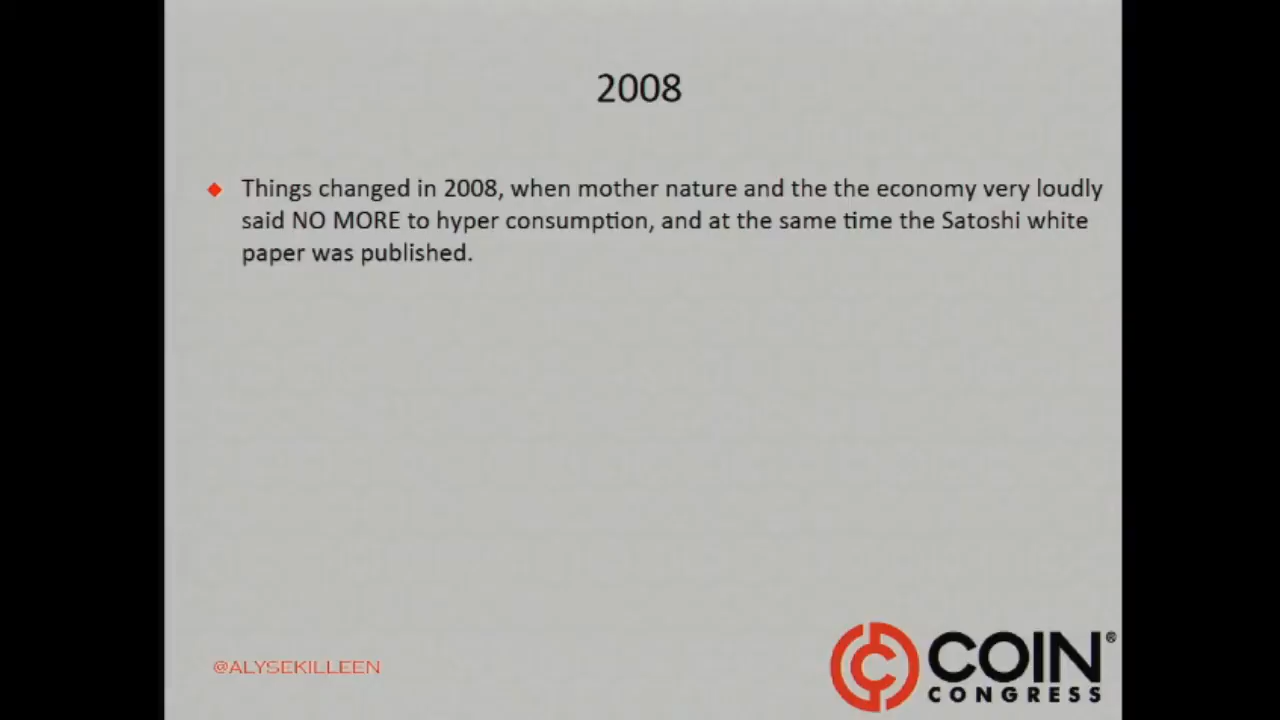 2008
Things changed in 2008, when mother nature and the the economy very loudly
said NO MORE to hyper consumption, and at the same time the Satoshi white
paper was published.
@ALYSEKILLEEN
COIN®
CONGRESS